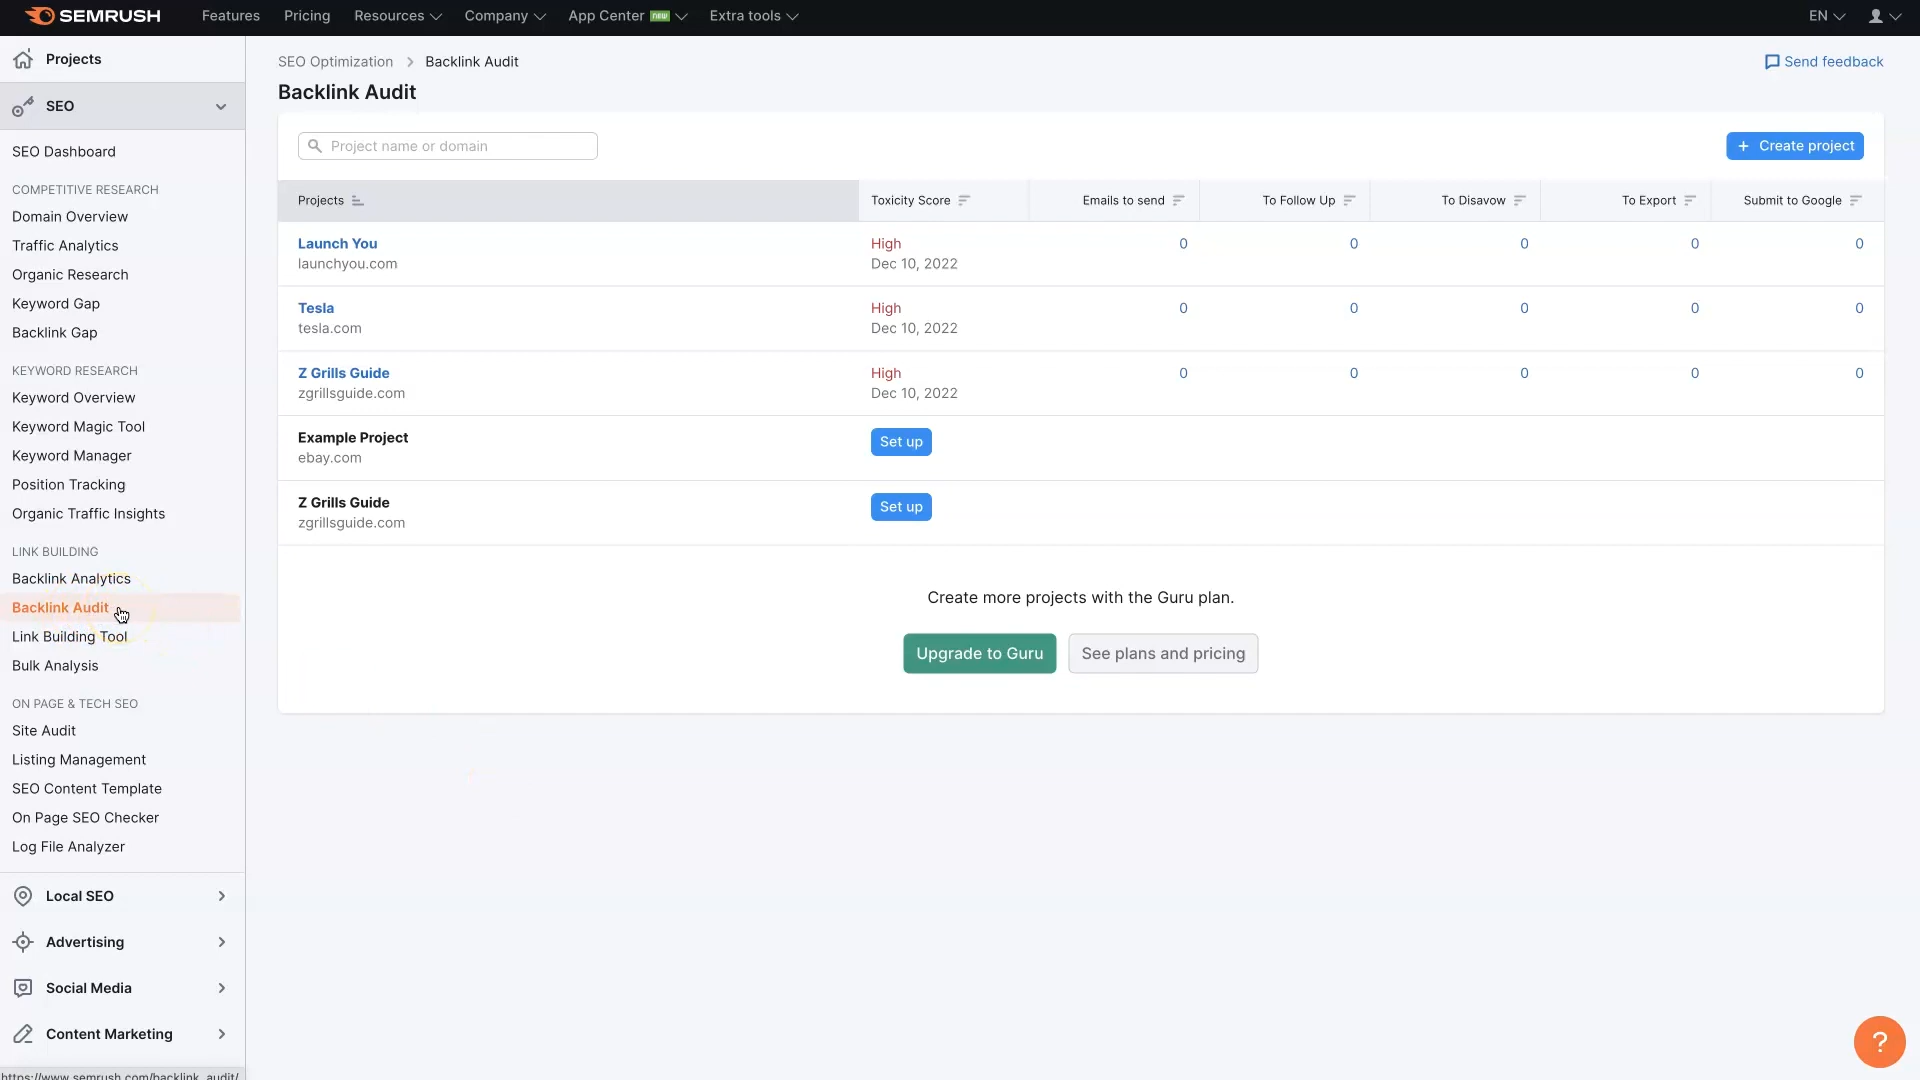 SEMRUSH
Features Pricing Resources Company App Center NEW Extra tools EN
Projects
SEO
SEO Dashboard
COMPETITIVE RESEARCH
Domain Overview
Traffic Analytics
Organic Research
Keyword Gap
Backlink Gap
KEYWORD RESEARCH
Keyword Overview
Keyword Magic Tool
Keyword Manager
Position Tracking
Organic Traffic Insights
LINK BUILDING
Backlink Analytics
Backlink Audit
Link Building Tool
Bulk Analysis
ON PAGE & TECH SEO
Site Audit
Listing Management
SEO Content Template
On Page SEO Checker
Log File Analyzer
Local SEO
Advertising
Social Media
Content Marketing
https://www.semrush.com/backlink_audit/
SEO Optimization > Backlink Audit
Send feedback
Backlink Audit
Project name or domain
+ Create project
Projects Toxicity Score Emails to send To Follow Up To Disavow To Export Submit to Google
Launch You High 0 0 0 0 0
launchyou.com Dec 10, 2022
Tesla High 0 0 0 0 0
tesla.com Dec 10, 2022
Z Grills Guide High 0 0 0 0 0
zgrillsguide.com Dec 10, 2022
Example Project Set up
ebay.com
Z Grills Guide Set up
zgrillsguide.com
Create more projects with the Guru plan.
Upgrade to Guru See plans and pricing
?